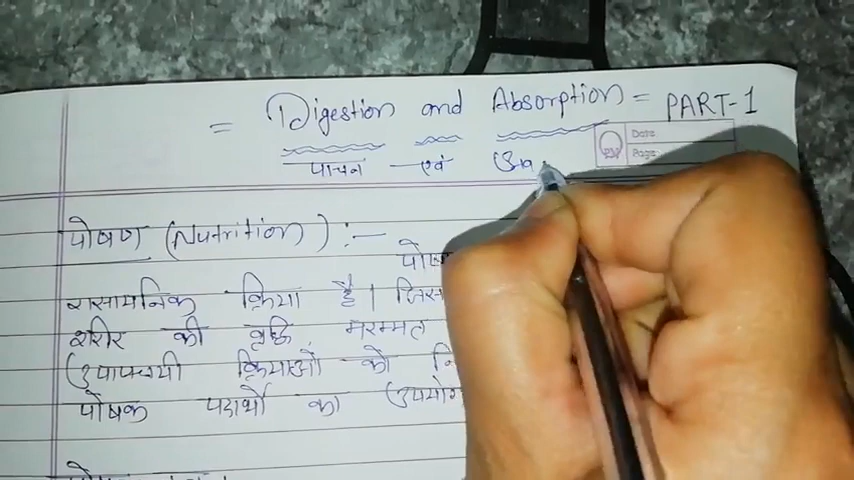 = Digestion and Absorption = PART-1
Date
Page
पाचन एवं अव
पोषण (Nutrition) :—
पोष
रासायनिक क्रिया है। जिस
शरीर की वृद्धि, मरम्मत
उपापचयी क्रियाओं को नि
पोषक पदार्थों का उपयोग